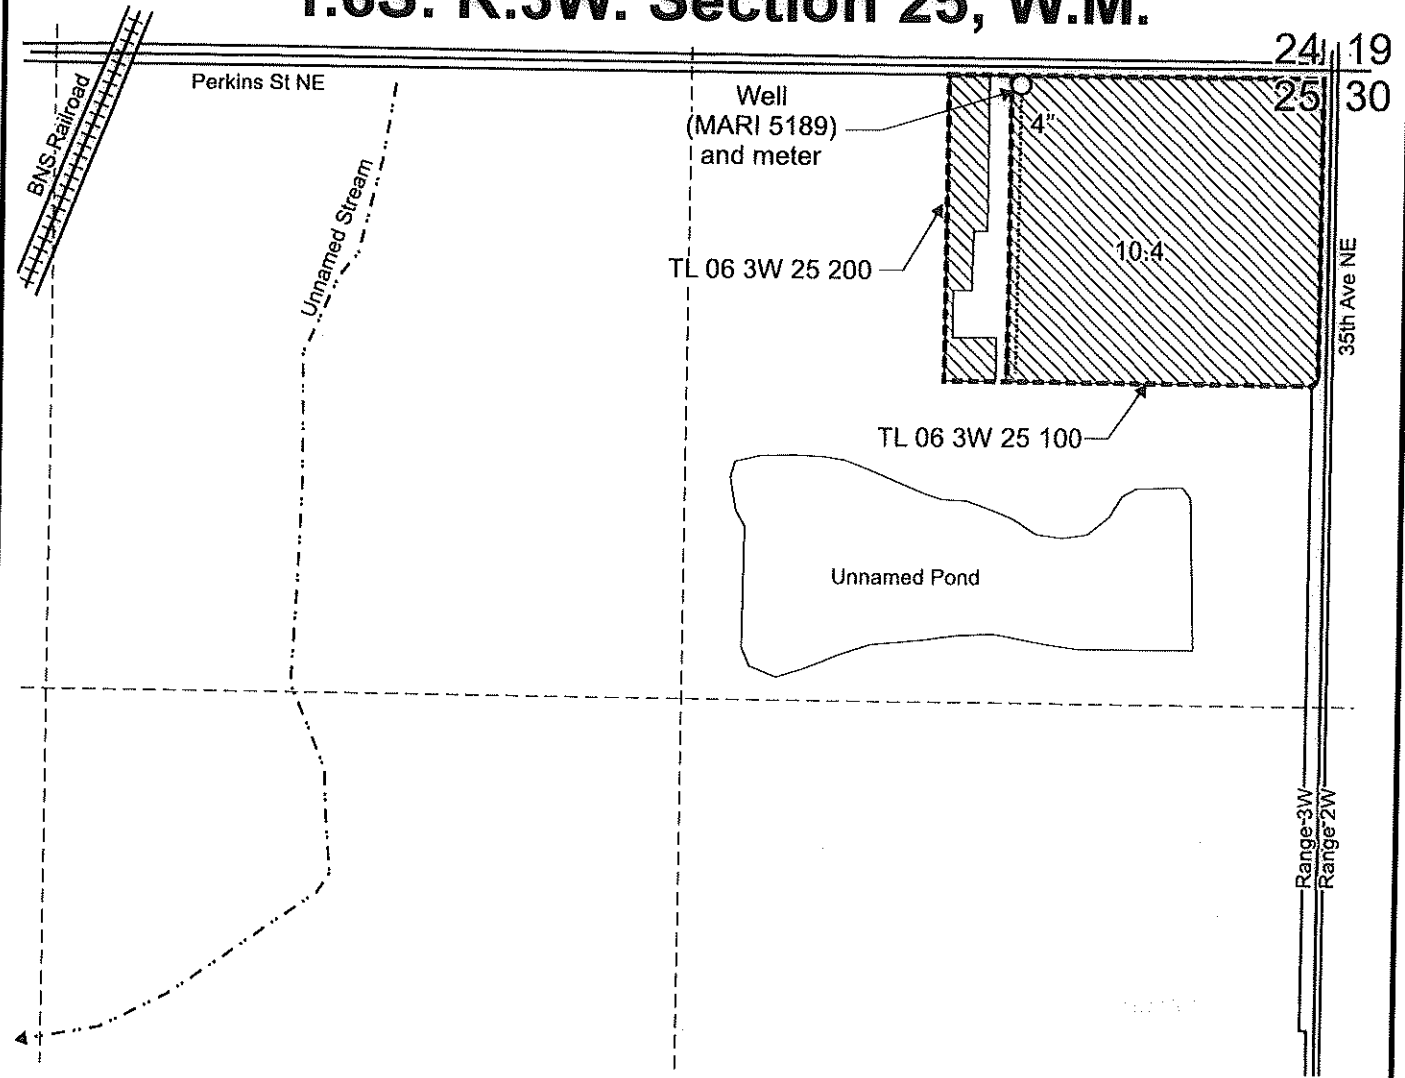 T.6S. R.3W. Section 25, W.M.
24 19
25 30
Perkins St NE
BNS Railroad
Unnamed Stream
Well
(MARI 5189)
and meter
4"
10.4
TL 06 3W 25 200
35th Ave NE
TL 06 3W 25 100
Unnamed Pond
Range 3W
Range 2W